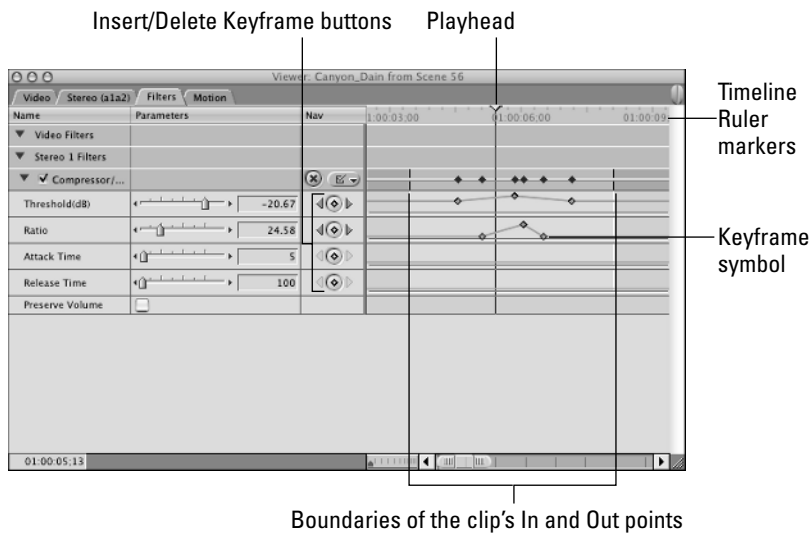 Insert/Delete Keyframe buttons
Playhead
Viewer: Canyon_Dain from Scene 56
Video
Stereo (a1a2)
Filters
Motion
Timeline
Ruler
markers
Name
Parameters
Nav
1:00:03;00
01:00:06;00
01:00:09;
Video Filters
Stereo 1 Filters
Compressor/...
Threshold(dB)
-20.67
Ratio
24.58
Keyframe
symbol
Attack Time
5
Release Time
100
Preserve Volume
01:00:05;13
Boundaries of the clip's In and Out points